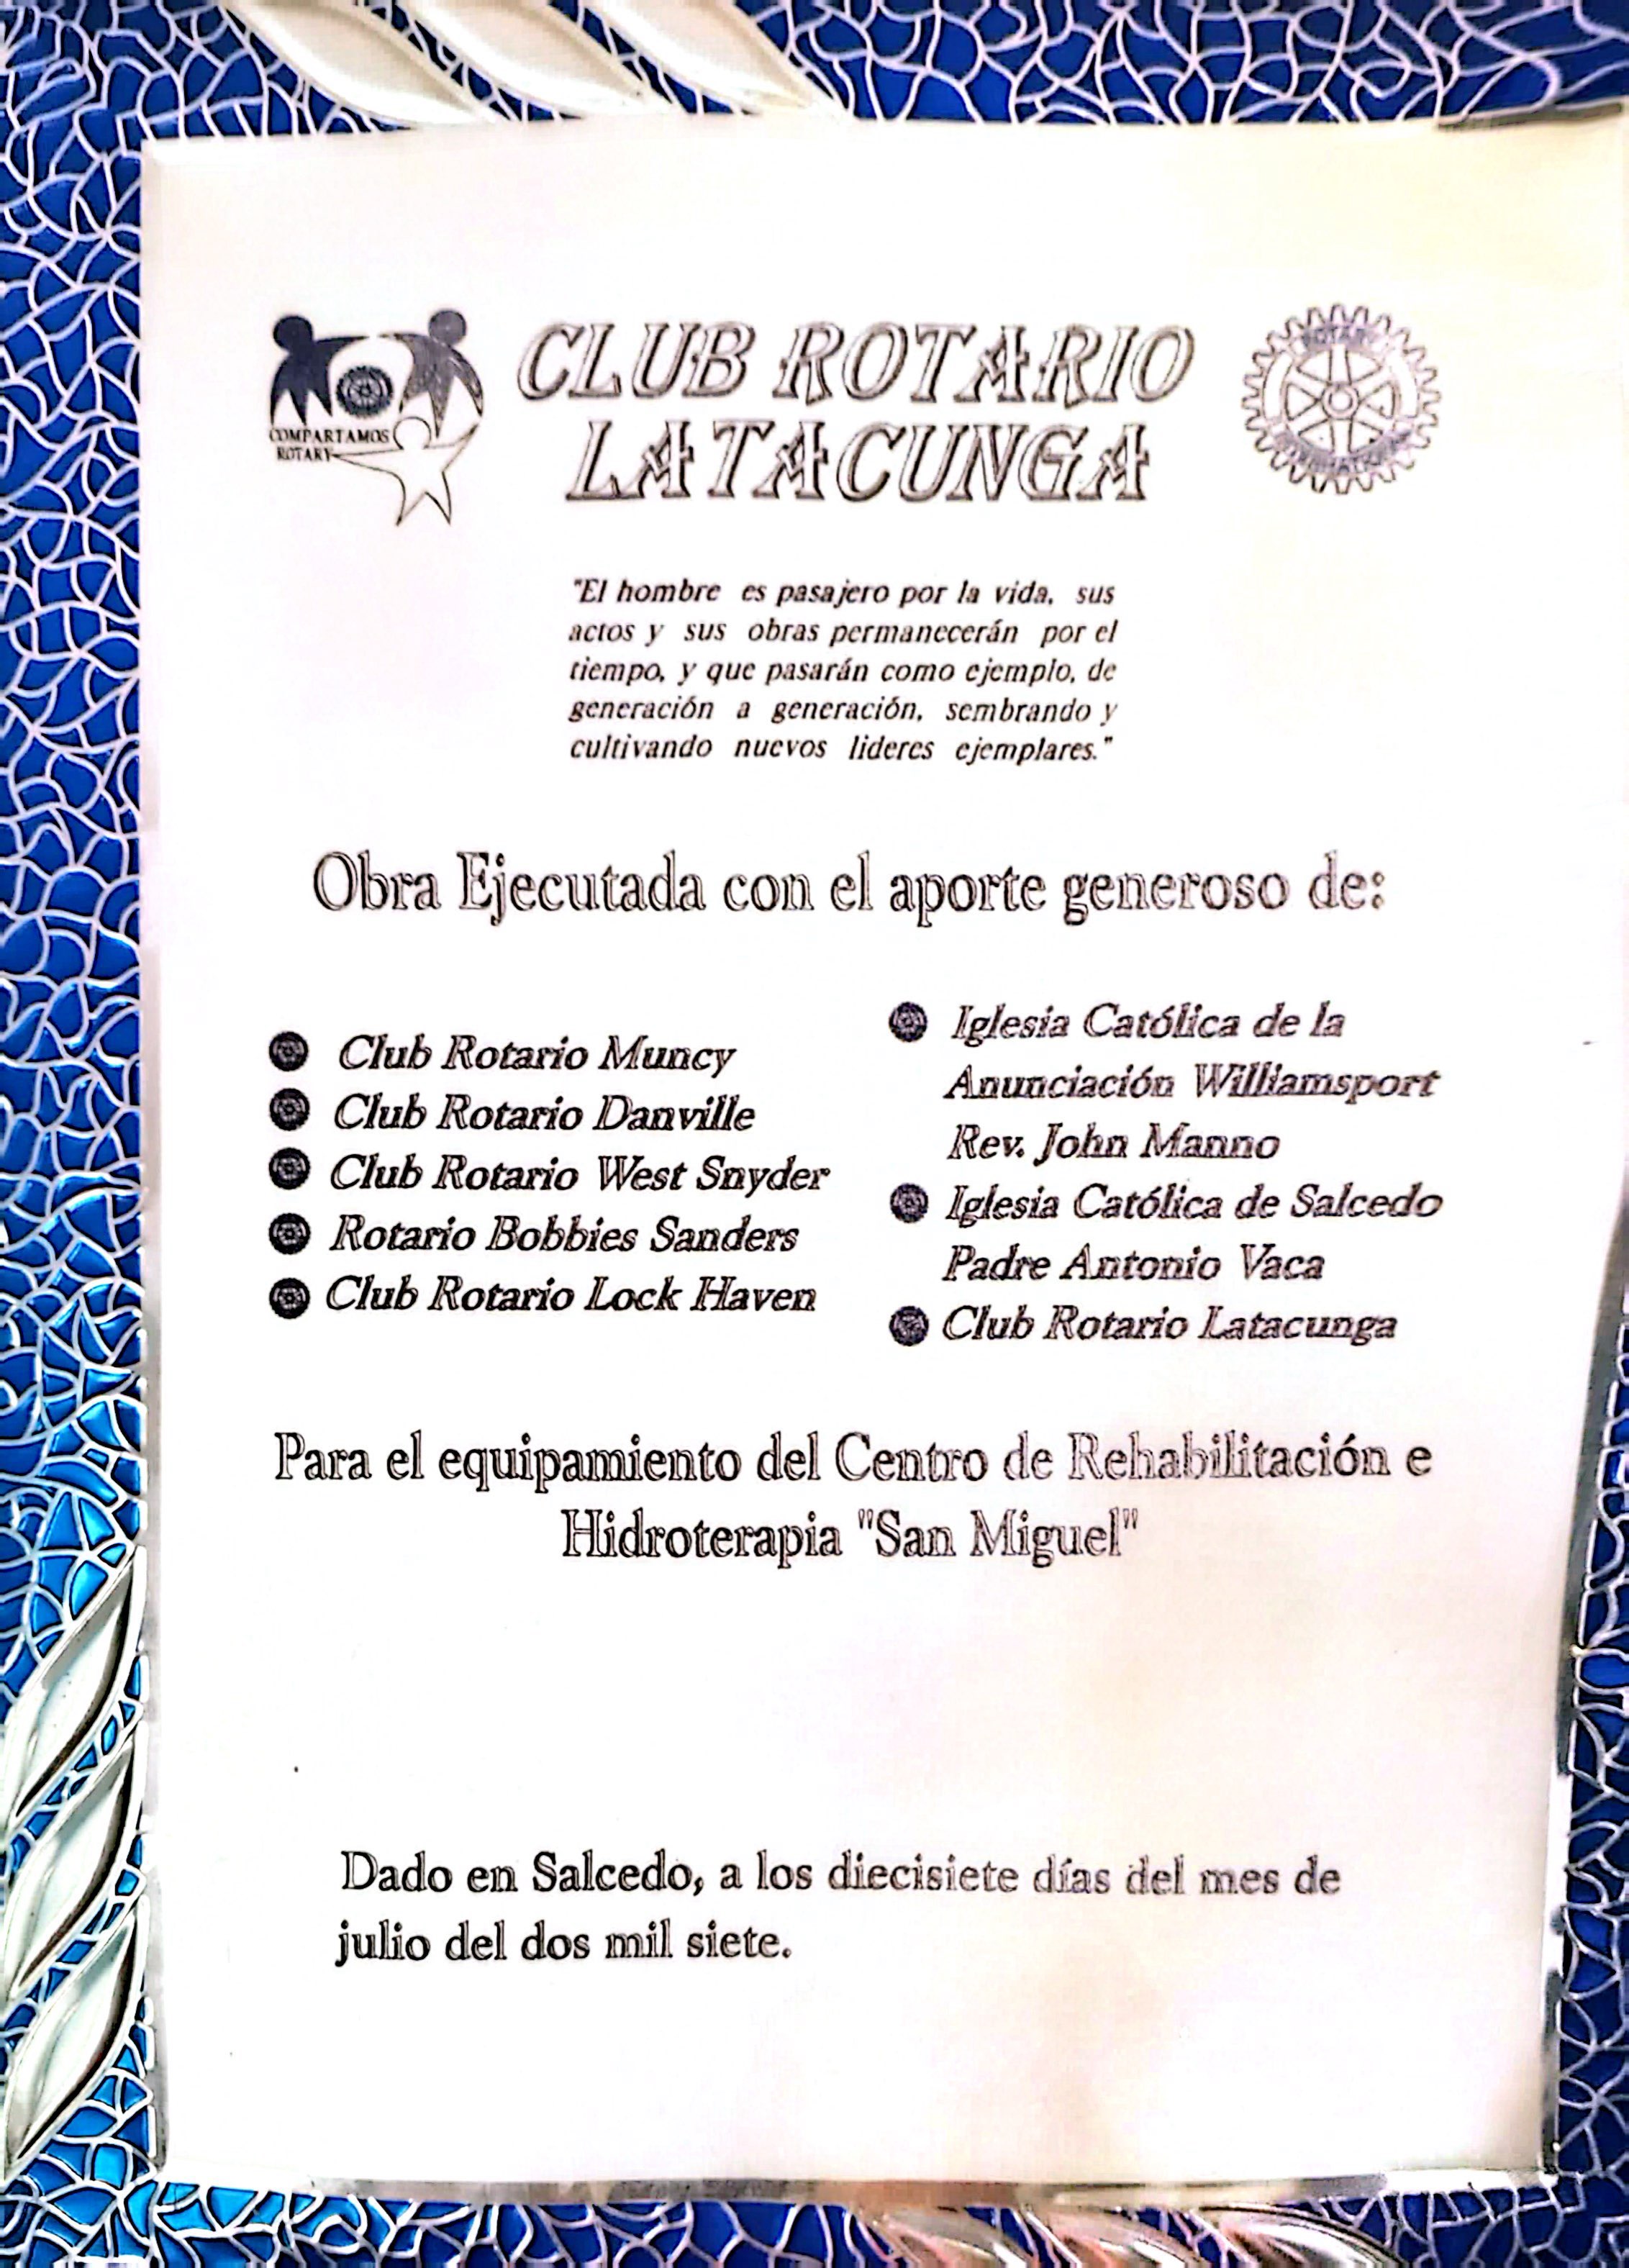 CLUB ROTARIO
LATACUNGA
COMPARTAMOS
ROTARY
ROTARY
"El hombre es pasajero por la vida, sus
actos y sus obras permanecerán por el
tiempo, y que pasarán como ejemplo, de
generación a generación, sembrando y
cultivando nuevos lideres ejemplares."
Obra Ejecutada con el aporte generoso de:
Club Rotario Muncy
Club Rotario Danville
Club Rotario West Snyder
Rotario Bobbies Sanders
Club Rotario Lock Haven
Iglesia Católica de la
Anunciación Williamsport
Rev. John Manno
Iglesia Católica de Salcedo
Padre Antonio Vaca
Club Rotario Latacunga
Para el equipamiento del Centro de Rehabilitación e
Hidroterapia "San Miguel"
Dado en Salcedo, a los diecisiete días del mes de
julio del dos mil siete.